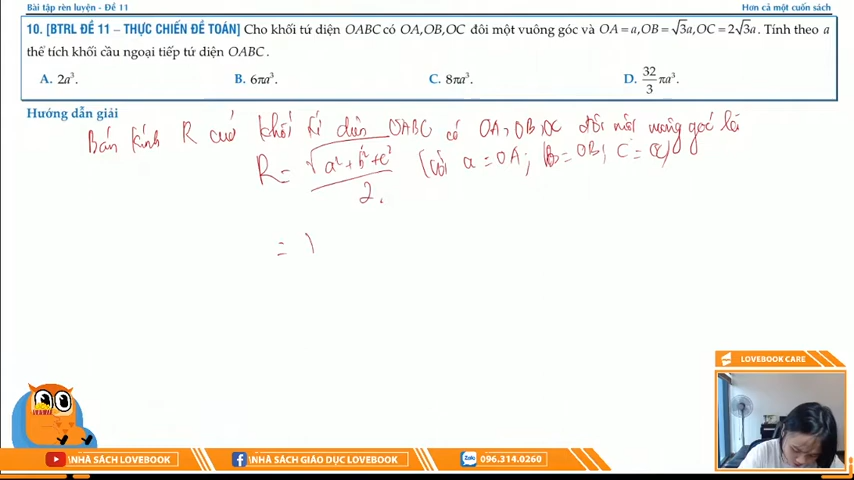 Bài tập rèn luyện - Đề 11
Hơn cả một cuốn sách
10. [BTRL ĐỀ 11 – THỰC CHIẾN ĐỀ TOÁN] Cho khối tứ diện OABC có OA,OB,OC đôi một vuông góc và OA = a,OB = √3a,OC = 2√3a. Tính theo a
thể tích khối cầu ngoại tiếp tứ diện OABC.
A. 2a³. B. 6πa³. C. 8πa³. D. 32/3 πa³.
Hướng dẫn giải
Bán kính R của khối tứ diện OABC có OA, OB, OC đôi một vuông góc là
R = √(a² + b² + c²) / 2. (với a = OA; b = OB; c = OC)
=
LOVEBOOK CARE
NHÀ SÁCH LOVEBOOK
NHÀ SÁCH GIÁO DỤC LOVEBOOK
Zalo 096.314.0260